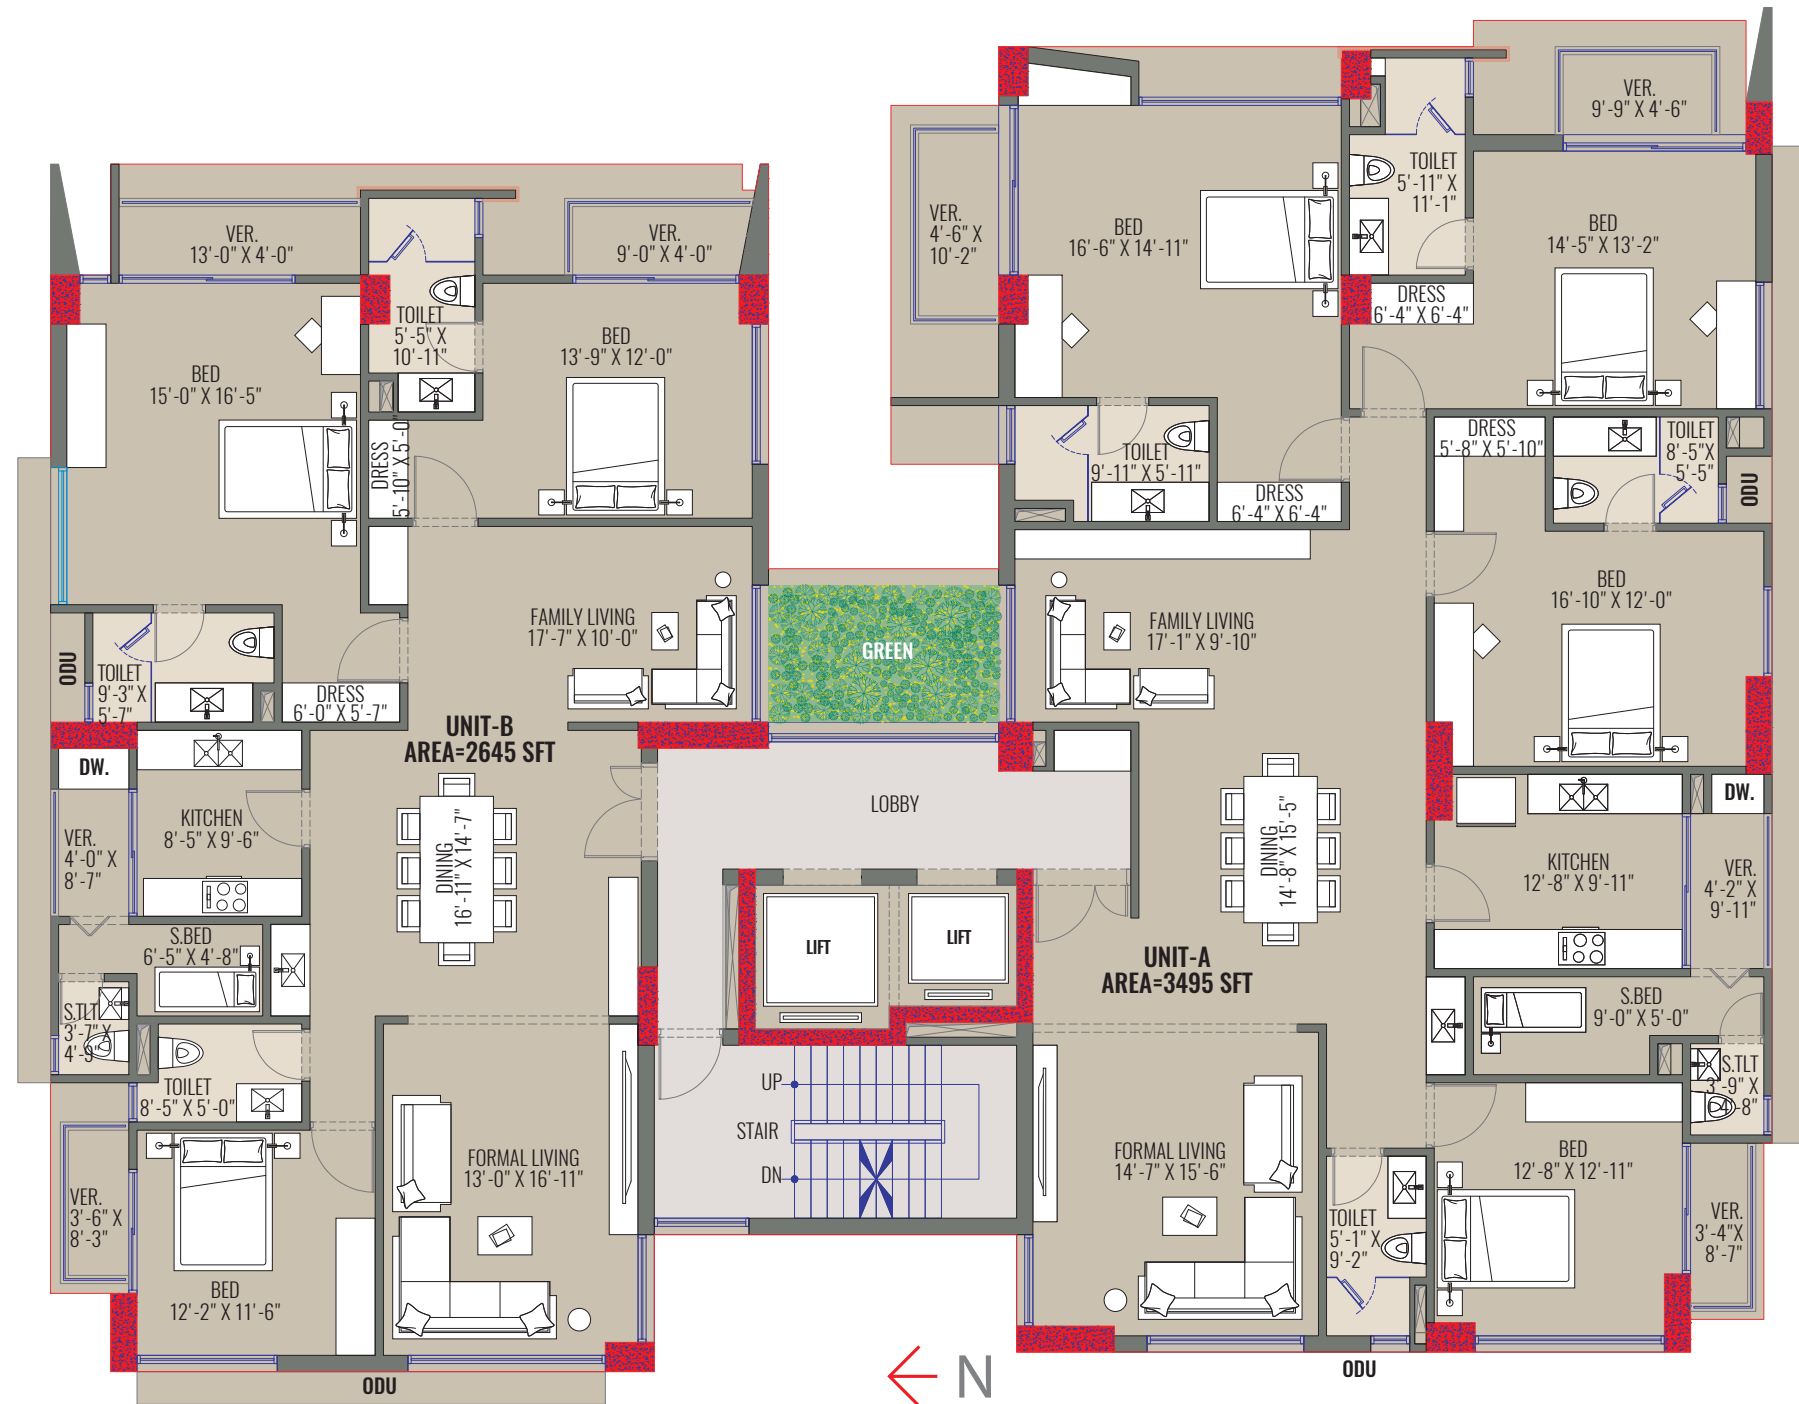 VER.
9'-9" X 4'-6"
TOILET
5'-11" X
11'-1"
VER.
4'-6" X
10'-2"
BED
16'-6" X 14'-11"
BED
14'-5" X 13'-2"
DRESS
6'-4" X 6'-4"
VER.
13'-0" X 4'-0"
VER.
9'-0" X 4'-0"
TOILET
5'-5" X
10'-11"
BED
13'-9" X 12'-0"
BED
15'-0" X 16'-5"
DRESS
5'-10" X 5'-0"
TOILET
9'-11" X 5'-11"
DRESS
6'-4" X 6'-4"
DRESS
5'-8" X 5'-10"
TOILET
8'-5"X
5'-5"
ODU
BED
16'-10" X 12'-0"
FAMILY LIVING
17'-7" X 10'-0"
GREEN
FAMILY LIVING
17'-1" X 9'-10"
ODU
TOILET
9'-3" X
5'-7"
DRESS
6'-0" X 5'-7"
UNIT-B
AREA=2645 SFT
DW.
KITCHEN
8'-5" X 9'-6"
VER.
4'-0" X
8'-7"
DINING
16'-11" X 14'-7"
LOBBY
DINING
14'-8" X 15'-5"
DW.
KITCHEN
12'-8" X 9'-11"
VER.
4'-2" X
9'-11"
S.BED
6'-5" X 4'-8"
LIFT
LIFT
UNIT-A
AREA=3495 SFT
S.TLT
3'-7" X
4'-9"
S.BED
9'-0" X 5'-0"
TOILET
8'-5" X 5'-0"
UP
STAIR
DN
S.TLT
3'-9" X
4'-8"
FORMAL LIVING
13'-0" X 16'-11"
FORMAL LIVING
14'-7" X 15'-6"
BED
12'-8" X 12'-11"
VER.
3'-6" X
8'-3"
TOILET
5'-1" X
9'-2"
VER.
3'-4"X
8'-7"
BED
12'-2" X 11'-6"
ODU
N
ODU